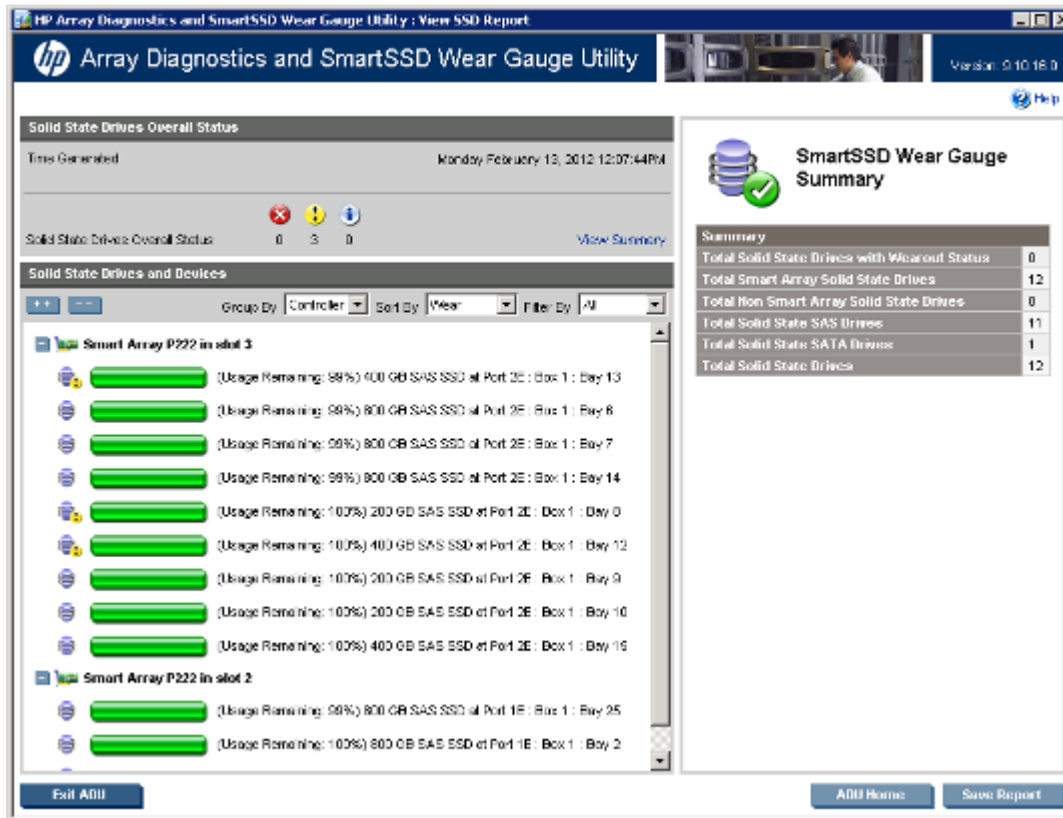 HP Array Diagnostics and SmartSSD Wear Gauge Utility : View SSD Report
hp Array Diagnostics and SmartSSD Wear Gauge Utility
Version: 9.10.16.0
Help
Solid State Drives Overall Status
Time Generated Monday February 13, 2012 12:07:44PM
Solid State Drives Overall Status 0 3 0 View Summary
Solid State Drives and Devices
++ -- Group By Controller Sort By Wear Filter By All
Smart Array P222 in slot 3
(Usage Remaining: 99%) 400 GB SAS SSD at Port 2E : Box 1 : Bay 13
(Usage Remaining: 99%) 800 GB SAS SSD at Port 2E : Box 1 : Bay 6
(Usage Remaining: 99%) 800 GB SAS SSD at Port 2E : Box 1 : Bay 7
(Usage Remaining: 99%) 800 GB SAS SSD at Port 2E : Box 1 : Bay 14
(Usage Remaining: 100%) 200 GB SAS SSD at Port 2E : Box 1 : Bay
(Usage Remaining: 100%) 400 GB SAS SSD at Port 2E : Box 1 : Bay 12
(Usage Remaining: 100%) 200 GB SAS SSD at Port 2E : Box 1 : Bay 9
(Usage Remaining: 100%) 200 GB SAS SSD at Port 2E : Box 1 : Bay 10
(Usage Remaining: 100%) 400 GB SAS SSD at Port 2E : Box 1 : Bay
Smart Array P222 in slot 2
(Usage Remaining: 99%) 800 GB SAS SSD at Port 1E : Box 1 : Bay 25
(Usage Remaining: 100%) 800 GB SAS SSD at Port 1E : Box 1 : Bay 2
SmartSSD Wear Gauge
Summary
Summary
Total Solid State Drives with Wearout Status 0
Total Smart Array Solid State Drives 12
Total Non Smart Array Solid State Drives 0
Total Solid State SAS Drives 11
Total Solid State SATA Drives 1
Total Solid State Drives 12
Exit ADU ADU Home Save Report